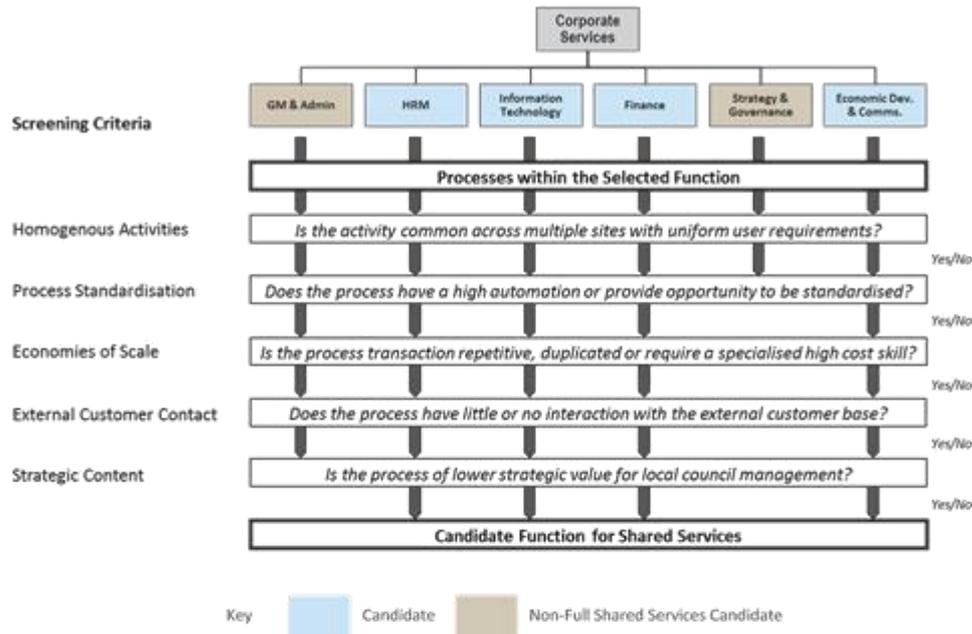 Corporate
Services
GM & Admin
HRM
Information
Technology
Finance
Strategy &
Governance
Economic Dev.
& Comms.
Screening Criteria
Processes within the Selected Function
Homogenous Activities
Is the activity common across multiple sites with uniform user requirements?
Yes/No
Process Standardisation
Does the process have a high automation or provide opportunity to be standardised?
Yes/No
Economies of Scale
Is the process transaction repetitive, duplicated or require a specialised high cost skill?
Yes/No
External Customer Contact
Does the process have little or no interaction with the external customer base?
Yes/No
Strategic Content
Is the process of lower strategic value for local council management?
Yes/No
Candidate Function for Shared Services
Key
Candidate
Non-Full Shared Services Candidate